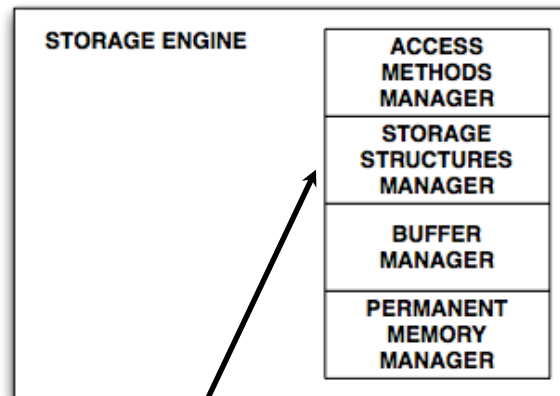 STORAGE ENGINE
ACCESS
METHODS
MANAGER
STORAGE
STRUCTURES
MANAGER
BUFFER
MANAGER
PERMANENT
MEMORY
MANAGER